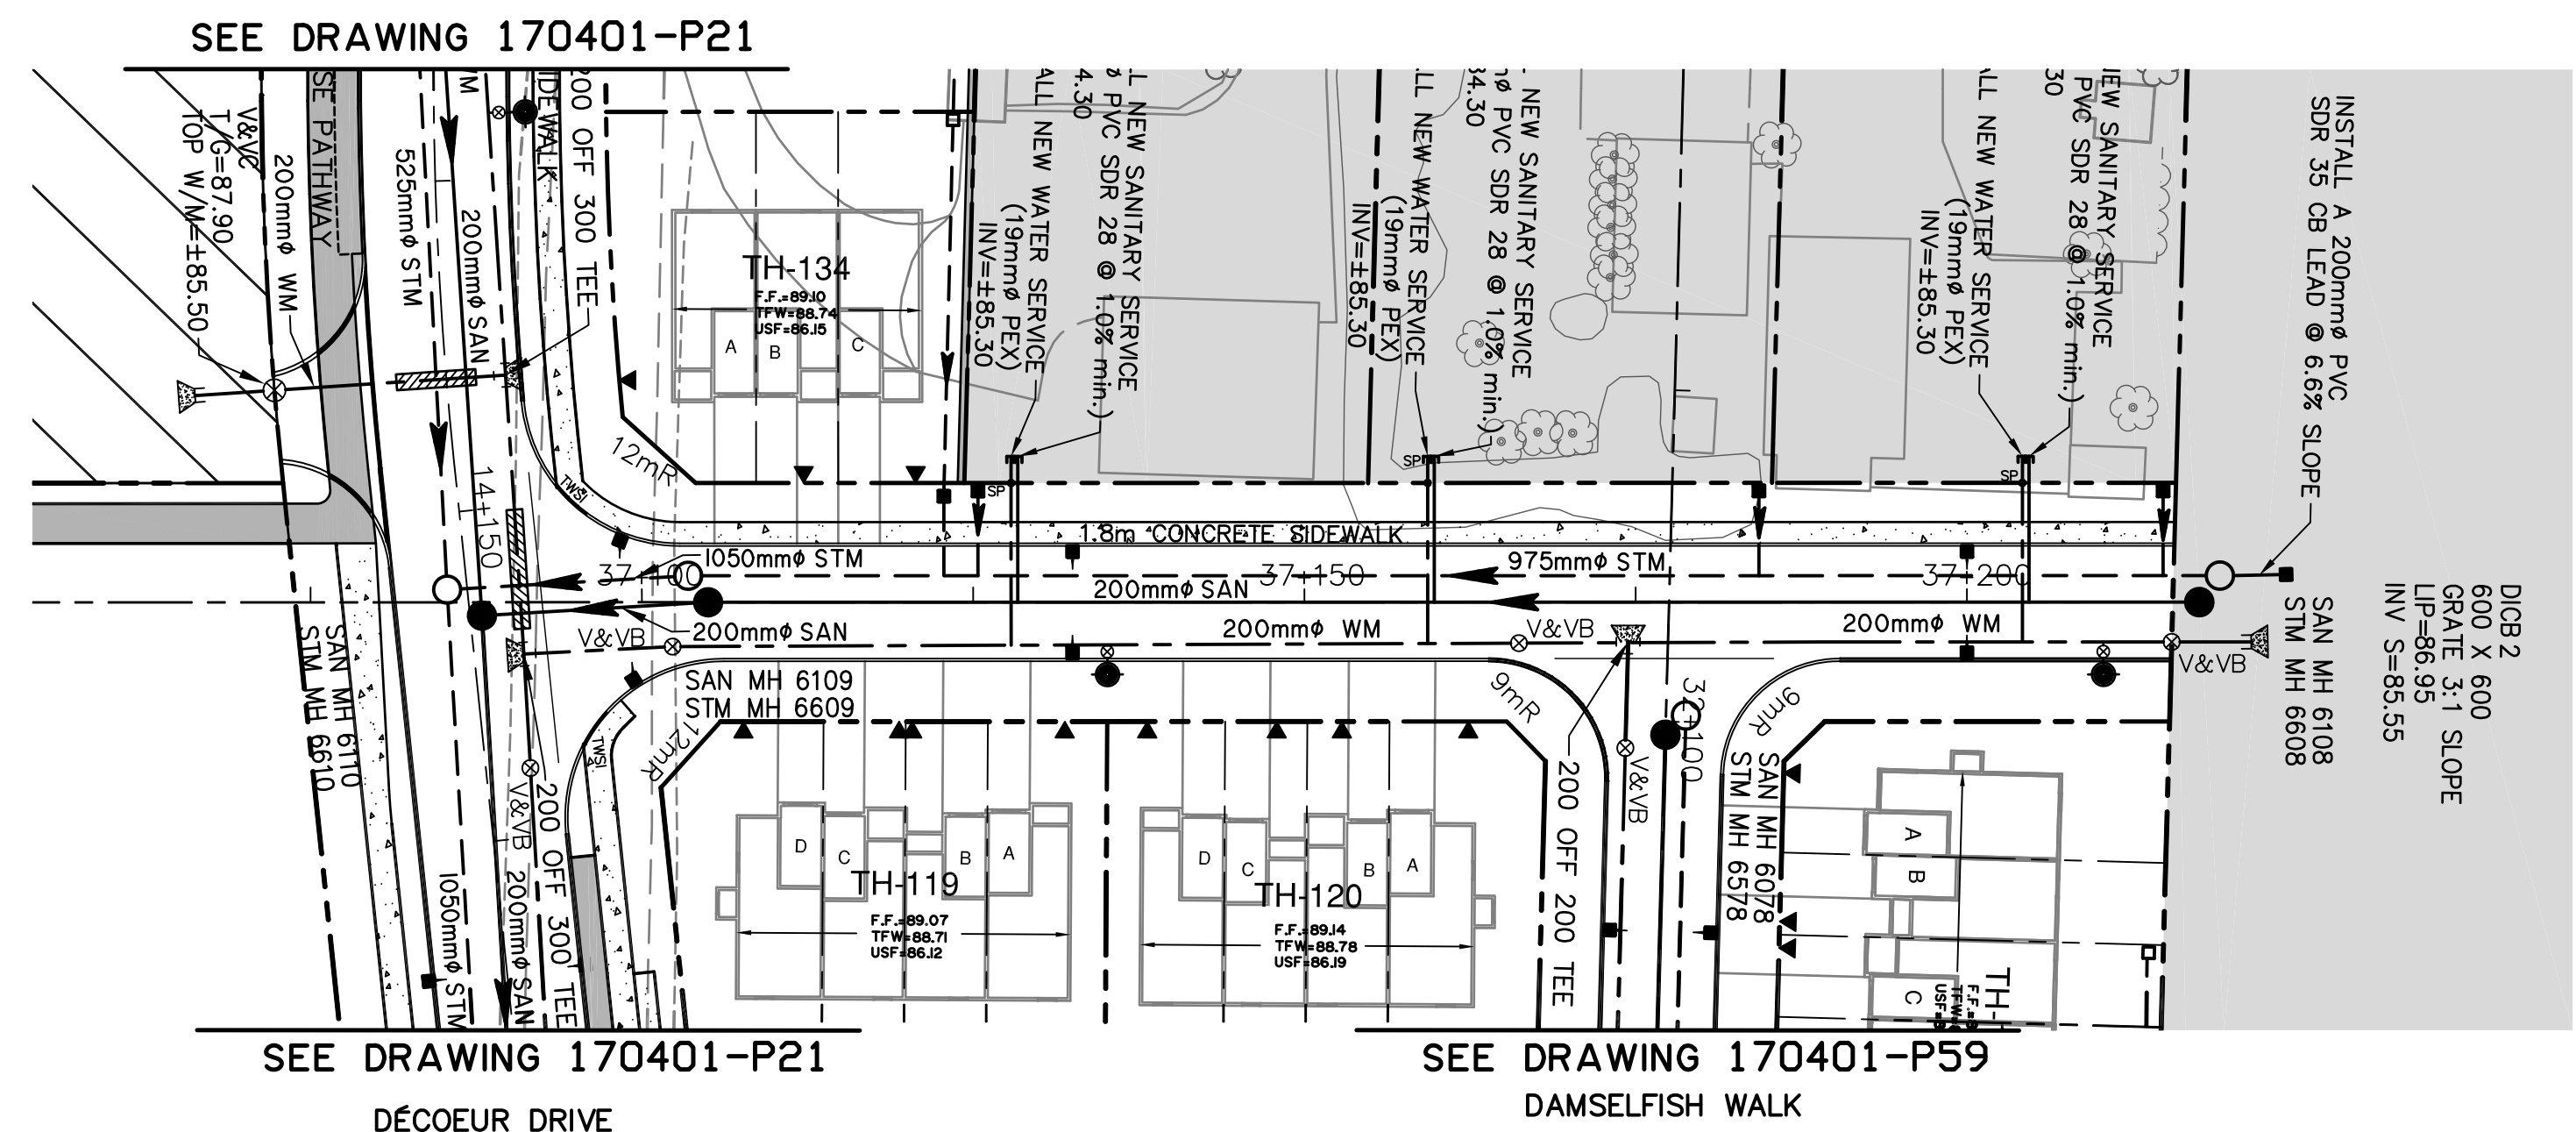 SEE DRAWING 170401-P21
V&VC
T/G=87.90
TOP W/M=±85.50
200mmø WM
SE PATHWAY
525mmø STM
WM
200mmø SAN
IDEWALK
200 OFF 300 TEE
14+150
TWSI
12mR
TH-134
F.F.=89.10
TFW=88.74
USF=86.15
A
B
C
ALL NEW WATER SERVICE
(19mmø PEX)
INV=±85.30
LL NEW SANITARY SERVICE
ø PVC SDR 28 @ 1.0% min.)
4.30
SP
LL NEW WATER SERVICE
(19mmø PEX)
INV=±85.30
NEW SANITARY SERVICE
mø PVC SDR 28 @ 1.0% min.)
84.30
SP
ALL NEW WATER SERVICE
(19mmø PEX)
INV=±85.30
NEW SANITARY SERVICE
PVC SDR 28 @ 1.0% min.)
30
SP
INSTALL A 200mmø PVC
SDR 35 CB LEAD @ 6.6% SLOPE
1.8m CONCRETE SIDEWALK
1050mmø STM
37+100
975mmø STM
37+150
37+200
200mmø SAN
200mmø SAN
V&VB
200mmø WM
V&VB
200mmø WM
V&VB
SAN MH 6108
STM MH 6608
DICB 2
600 X 600
GRATE 3:1 SLOPE
LIP=86.95
INV S=85.55
SAN MH 6110
STM MH 6610
SAN MH 6109
STM MH 6609
12mR
TWSI
V&VB
200 OFF 300 TEE
1050mmø STM
200mmø SAN
9mR
9mR
32+100
V&VB
200 OFF 200 TEE
SAN MH 6078
STM MH 6578
D
C
B
A
TH-119
F.F.=89.07
TFW=88.71
USF=86.12
D
C
B
A
TH-120
F.F.=89.14
TFW=88.78
USF=86.19
A
B
C
TH-
F.F.=8
TFW=
USF=8
SEE DRAWING 170401-P21
SEE DRAWING 170401-P59
DÉCOEUR DRIVE
DAMSELFISH WALK